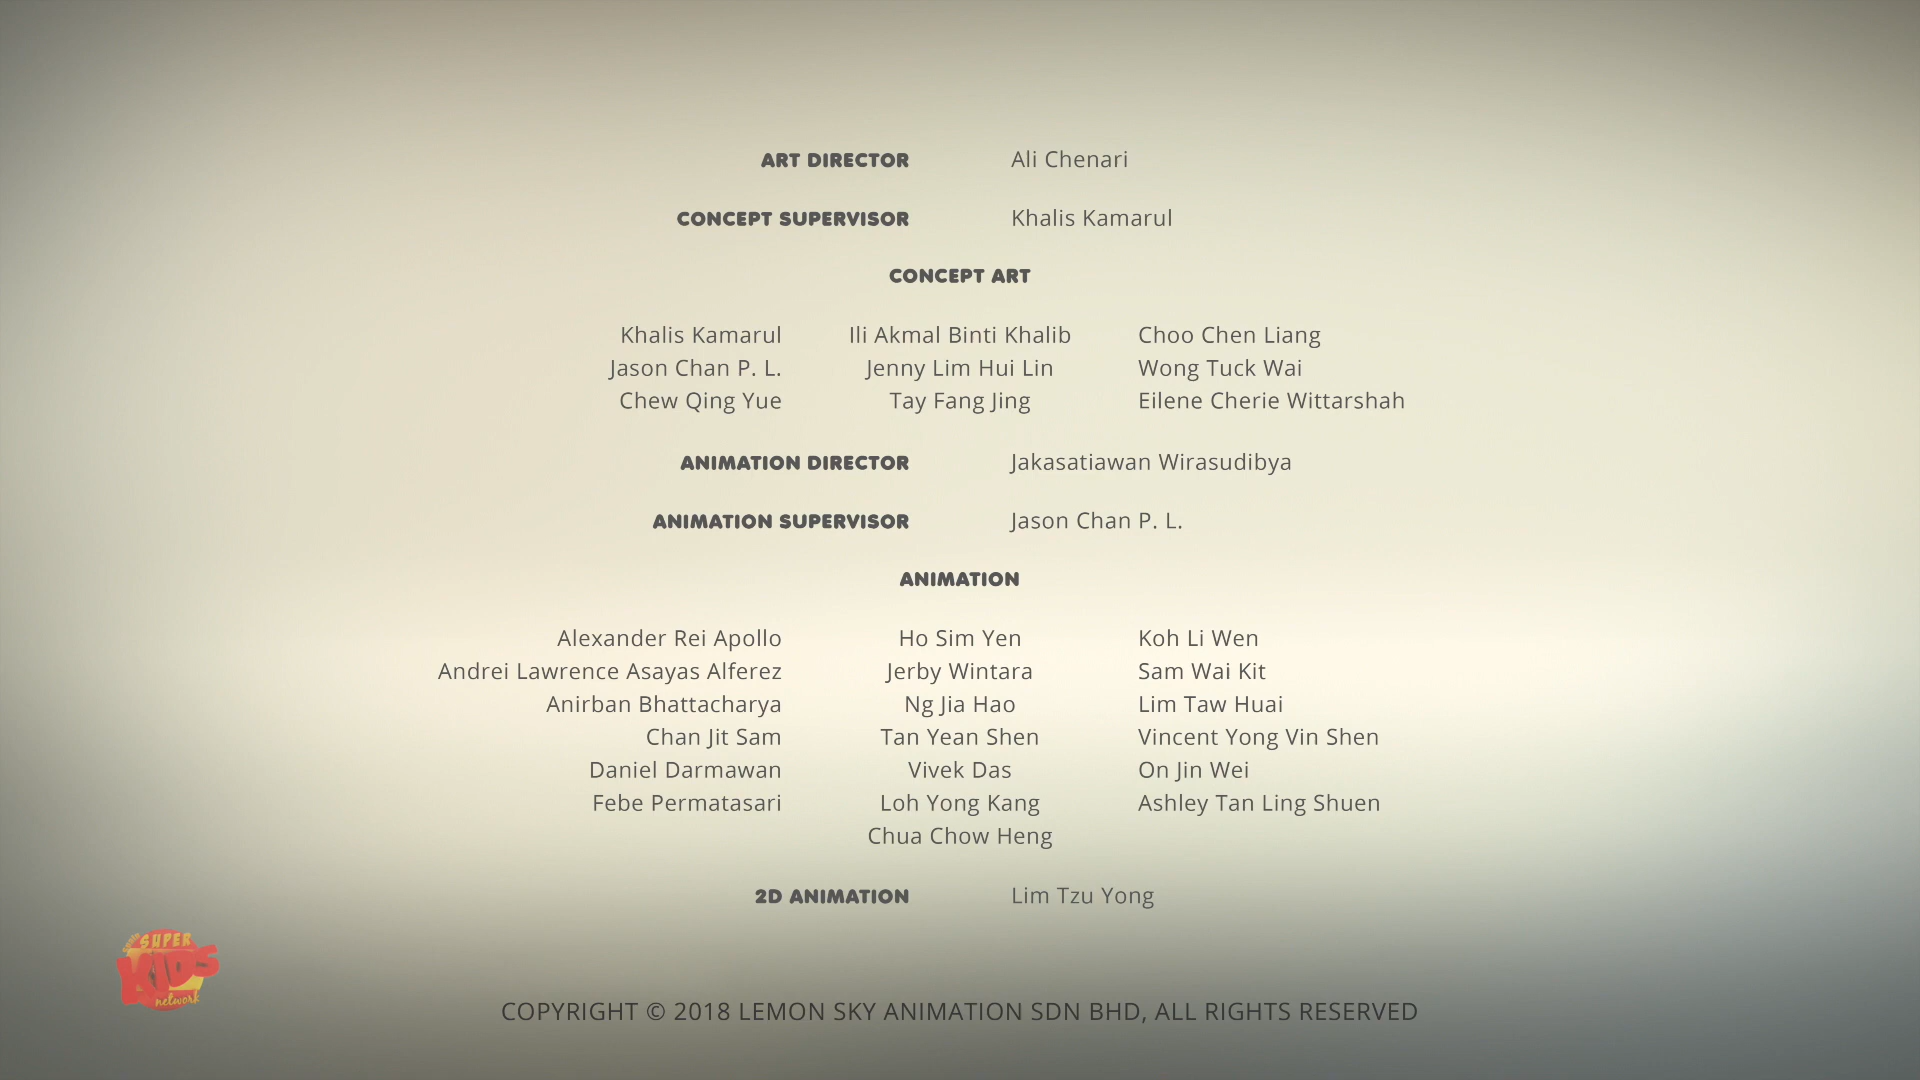 ART DIRECTOR Ali Chenari
CONCEPT SUPERVISOR Khalis Kamarul
CONCEPT ART
Khalis Kamarul Ili Akmal Binti Khalib Choo Chen Liang
Jason Chan P. L. Jenny Lim Hui Lin Wong Tuck Wai
Chew Qing Yue Tay Fang Jing Eilene Cherie Wittarshah
ANIMATION DIRECTOR Jakasatiawan Wirasudibya
ANIMATION SUPERVISOR Jason Chan P. L.
ANIMATION
Alexander Rei Apollo Ho Sim Yen Koh Li Wen
Andrei Lawrence Asayas Alferez Jerby Wintara Sam Wai Kit
Anirban Bhattacharya Ng Jia Hao Lim Taw Huai
Chan Jit Sam Tan Yean Shen Vincent Yong Vin Shen
Daniel Darmawan Vivek Das On Jin Wei
Febe Permatasari Loh Yong Kang Ashley Tan Ling Shuen
Chua Chow Heng
2D ANIMATION Lim Tzu Yong
SUPER
KIDS
network
COPYRIGHT © 2018 LEMON SKY ANIMATION SDN BHD, ALL RIGHTS RESERVED